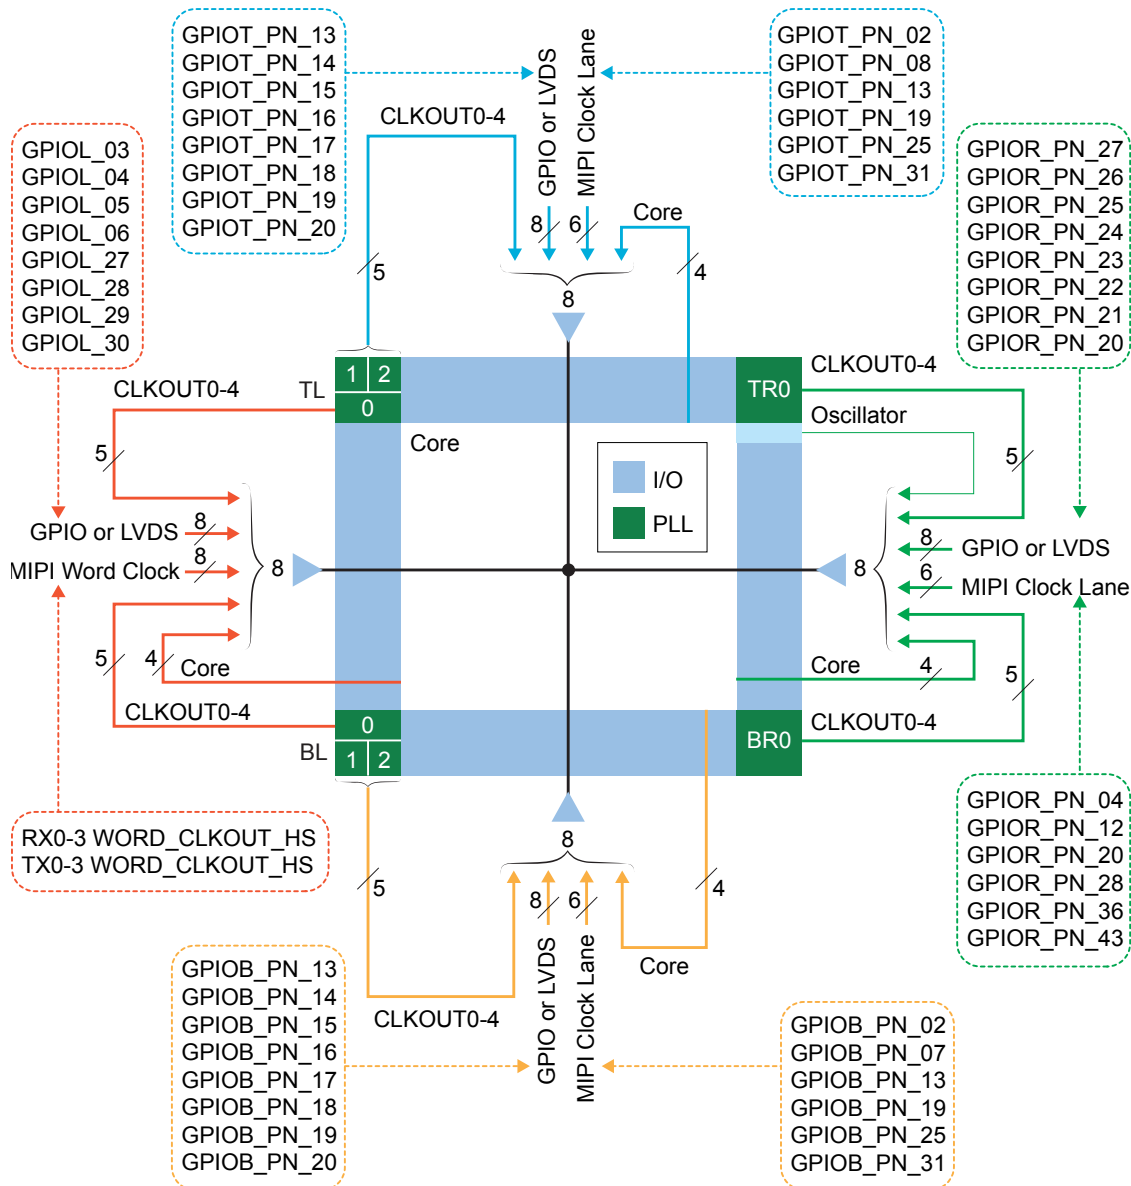 GPIOT_PN_13
GPIOT_PN_14
GPIOT_PN_15
GPIOT_PN_16
GPIOT_PN_17
GPIOT_PN_18
GPIOT_PN_19
GPIOT_PN_20
GPIOT_PN_02
GPIOT_PN_08
GPIOT_PN_13
GPIOT_PN_19
GPIOT_PN_25
GPIOT_PN_31
GPIOL_03
GPIOL_04
GPIOL_05
GPIOL_06
GPIOL_27
GPIOL_28
GPIOL_29
GPIOL_30
GPIOR_PN_27
GPIOR_PN_26
GPIOR_PN_25
GPIOR_PN_24
GPIOR_PN_23
GPIOR_PN_22
GPIOR_PN_21
GPIOR_PN_20
CLKOUT0-4
GPIO or LVDS
MIPI Clock Lane
Core
5
8
6
4
8
CLKOUT0-4
TL
1
2
0
Core
TR0
CLKOUT0-4
Oscillator
I/O
PLL
5
5
GPIO or LVDS
8
MIPI Word Clock
8
8
8
8
GPIO or LVDS
6
MIPI Clock Lane
5
4
Core
Core
4
5
CLKOUT0-4
BL
0
1
2
BR0
CLKOUT0-4
RX0-3 WORD_CLKOUT_HS
TX0-3 WORD_CLKOUT_HS
8
5
8
6
4
CLKOUT0-4
GPIO or LVDS
MIPI Clock Lane
Core
GPIOR_PN_04
GPIOR_PN_12
GPIOR_PN_20
GPIOR_PN_28
GPIOR_PN_36
GPIOR_PN_43
GPIOB_PN_13
GPIOB_PN_14
GPIOB_PN_15
GPIOB_PN_16
GPIOB_PN_17
GPIOB_PN_18
GPIOB_PN_19
GPIOB_PN_20
GPIOB_PN_02
GPIOB_PN_07
GPIOB_PN_13
GPIOB_PN_19
GPIOB_PN_25
GPIOB_PN_31